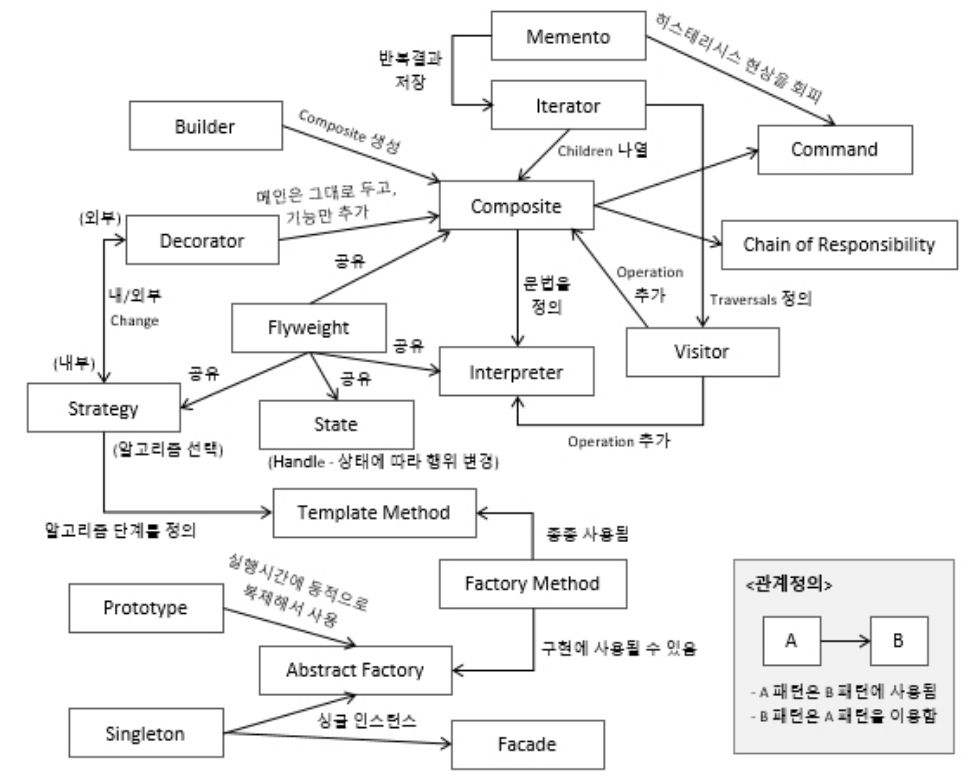 Memento
히스테리시스 현상을 회피
반복결과
저장
Iterator
Builder
Composite 생성
Children 나열
Command
메인은 그대로 두고,
기능만 추가
Composite
(외부)
Decorator
Chain of Responsibility
공유
Operation
추가
문법을
정의
내/외부
Change
Traversals 정의
Flyweight
Visitor
(내부)
공유
공유
공유
Interpreter
Strategy
State
(알고리즘 선택)
Operation 추가
(Handle - 상태에 따라 행위 변경)
Template Method
알고리즘 단계를 정의
종종 사용됨
실행시간에 동적으로
복제해서 사용
Factory Method
Prototype
<관계정의>
A
B
구현에 사용될 수 있음
Abstract Factory
- A 패턴은 B 패턴에 사용됨
- B 패턴은 A 패턴을 이용함
싱글 인스턴스
Singleton
Facade